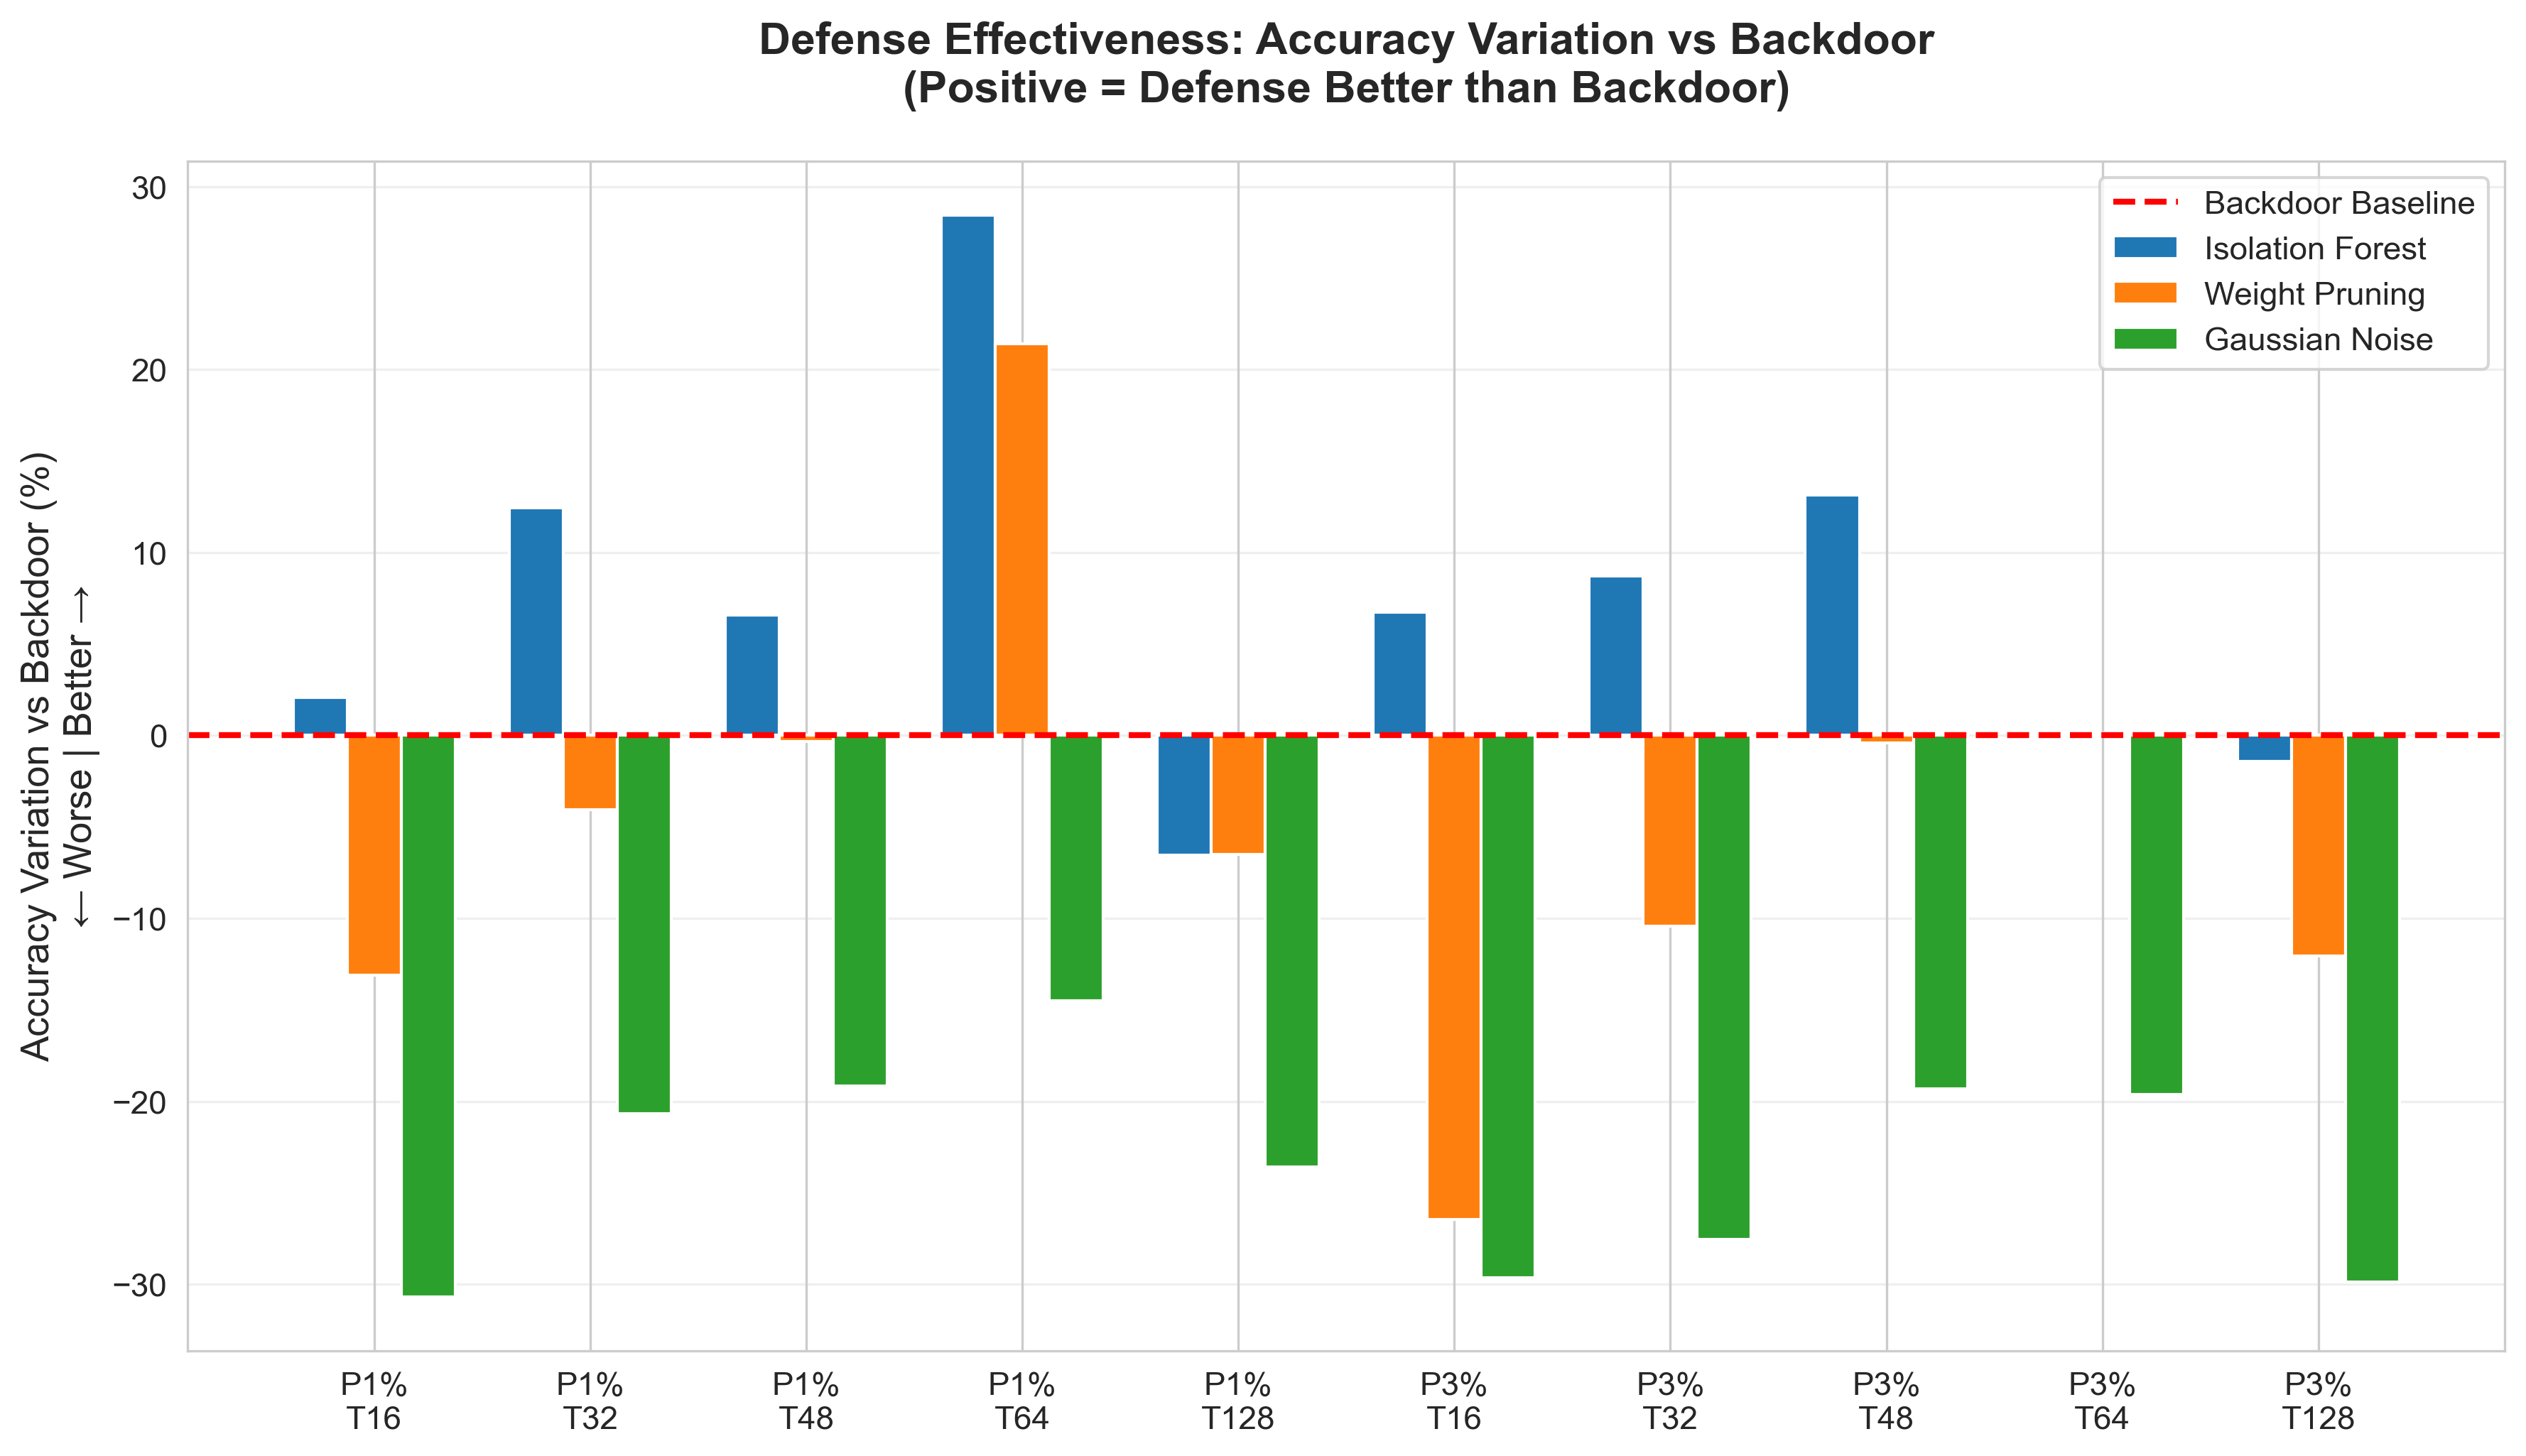 Defense Effectiveness: Accuracy Variation vs Backdoor
(Positive = Defense Better than Backdoor)
Accuracy Variation vs Backdoor (%)
← Worse | Better →
30
20
10
0
−10
−20
−30
Backdoor Baseline
Isolation Forest
Weight Pruning
Gaussian Noise
P1%
T16
P1%
T32
P1%
T48
P1%
T64
P1%
T128
P3%
T16
P3%
T32
P3%
T48
P3%
T64
P3%
T128